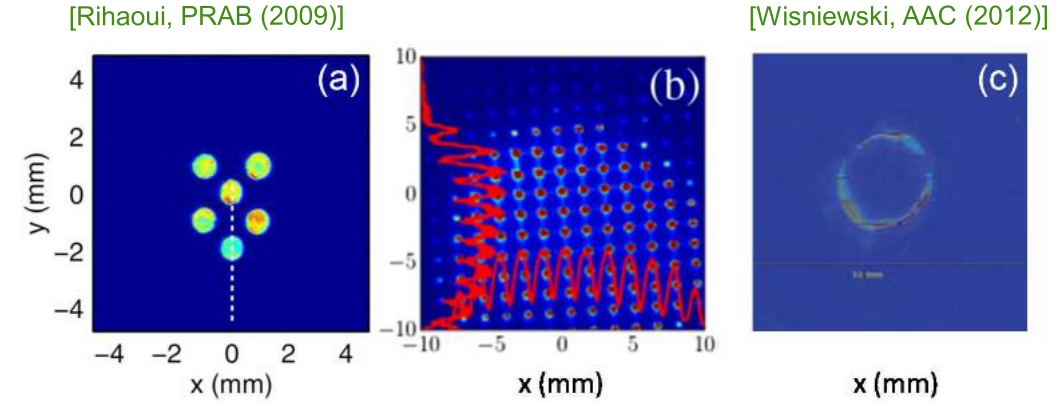 [Rihaoui, PRAB (2009)]
[Wisniewski, AAC (2012)]
(a)
(b)
(c)
4
2
0
−2
−4
y (mm)
−4 −2 0 2 4
x (mm)
10
5
0
−5
−10
−10 −5 0 5 10
x (mm)
x (mm)